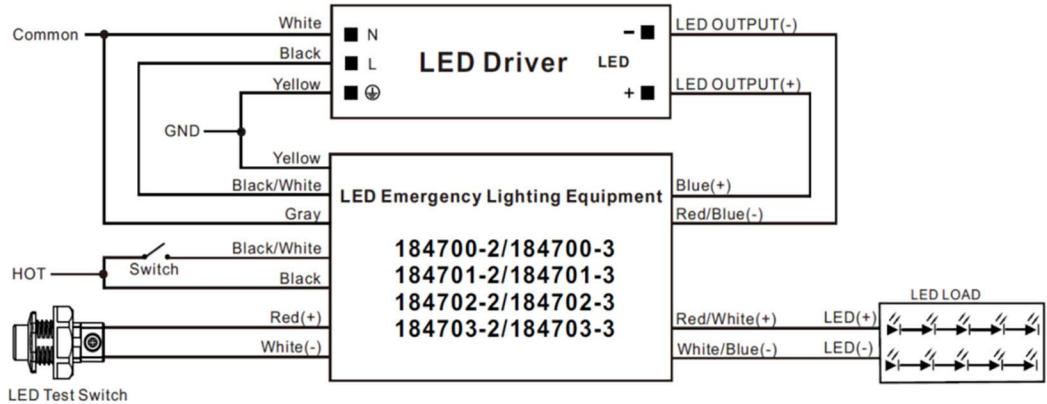 Common
White
N
LED OUTPUT(-)
Black
L
LED Driver
LED
-
Yellow
+
LED OUTPUT(+)
GND
Yellow
Black/White
LED Emergency Lighting Equipment
Blue(+)
Gray
Red/Blue(-)
Black/White
184700-2/184700-3
HOT
Switch
Black
184701-2/184701-3
184702-2/184702-3
LED LOAD
Red(+)
184703-2/184703-3
Red/White(+)
LED(+)
White(-)
White/Blue(-)
LED(-)
LED Test Switch